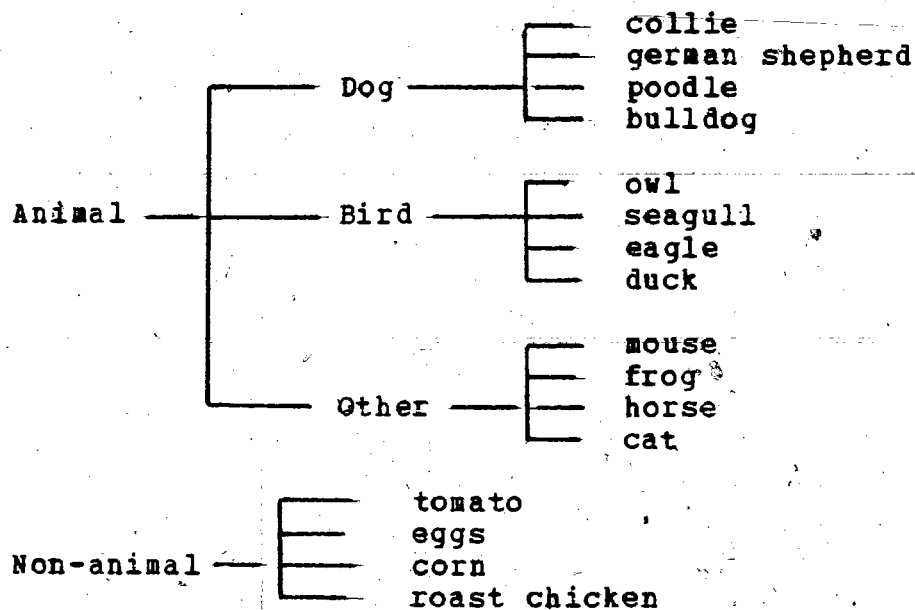 collie
german shepherd
Dog
poodle
bulldog
owl
Animal
Bird
seagull
eagle
duck
mouse
frog
Other
horse
cat
tomato
eggs
Non-animal
corn
roast chicken